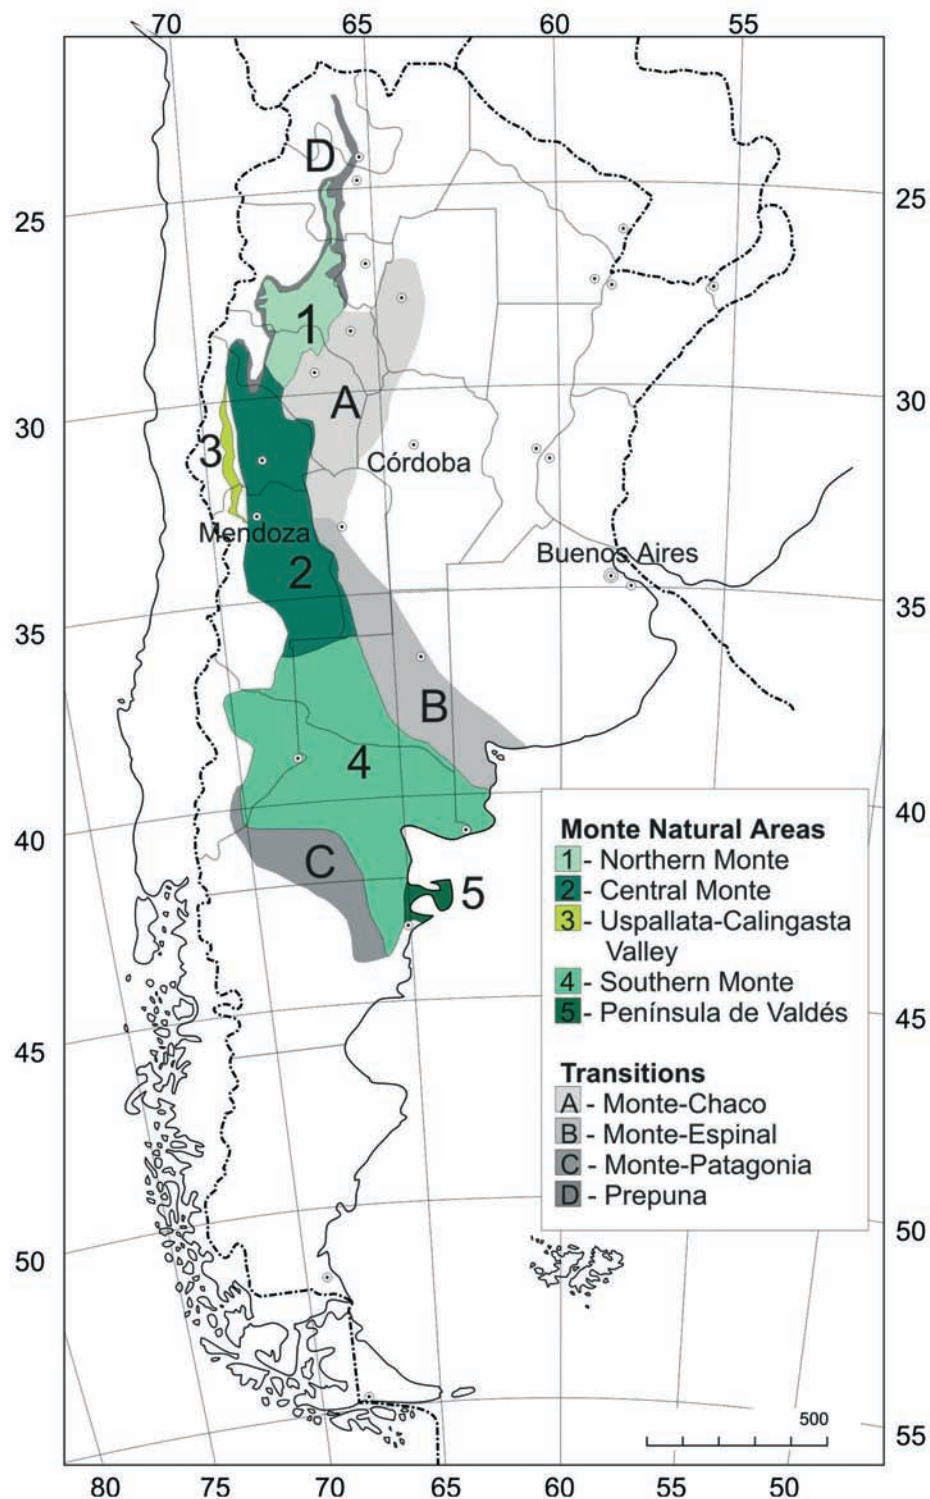 70 65 60 55
D
25 25
1
A
30 30
3
Córdoba
Mendoza
Buenos Aires
2
35 35
B
4
40 40
C
5
Monte Natural Areas
1 - Northern Monte
2 - Central Monte
3 - Uspallata-Calingasta
Valley
4 - Southern Monte
5 - Península de Valdés
45 45
Transitions
A - Monte-Chaco
B - Monte-Espinal
C - Monte-Patagonia
D - Prepuna
50 50
500
55
80 75 70 65 60 55 50